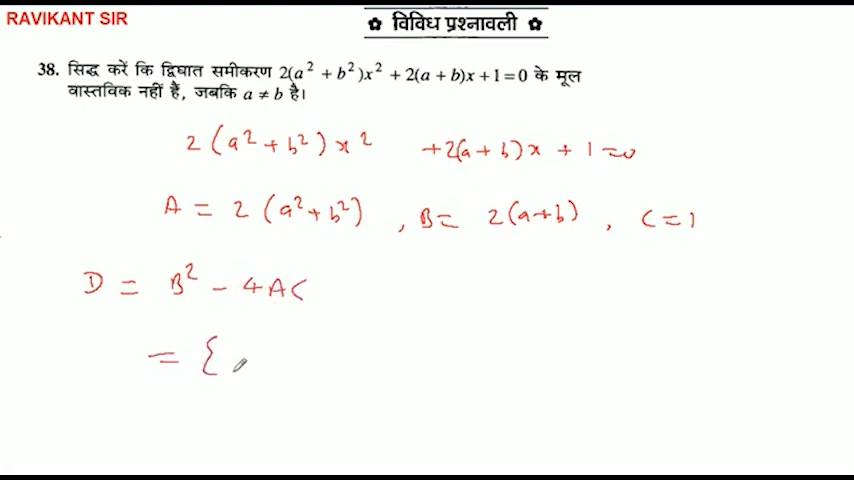 RAVIKANT SIR
✿ विविध प्रश्नावली ✿
38. सिद्ध करें कि द्विघात समीकरण 2(a² + b²)x² + 2(a + b)x + 1 = 0 के मूल
वास्तविक नहीं हैं, जबकि a ≠ b है।
2(a² + b²)x² + 2(a + b)x + 1 = 0
A = 2(a² + b²), B = 2(a+b), C = 1
D = B² - 4AC
= {